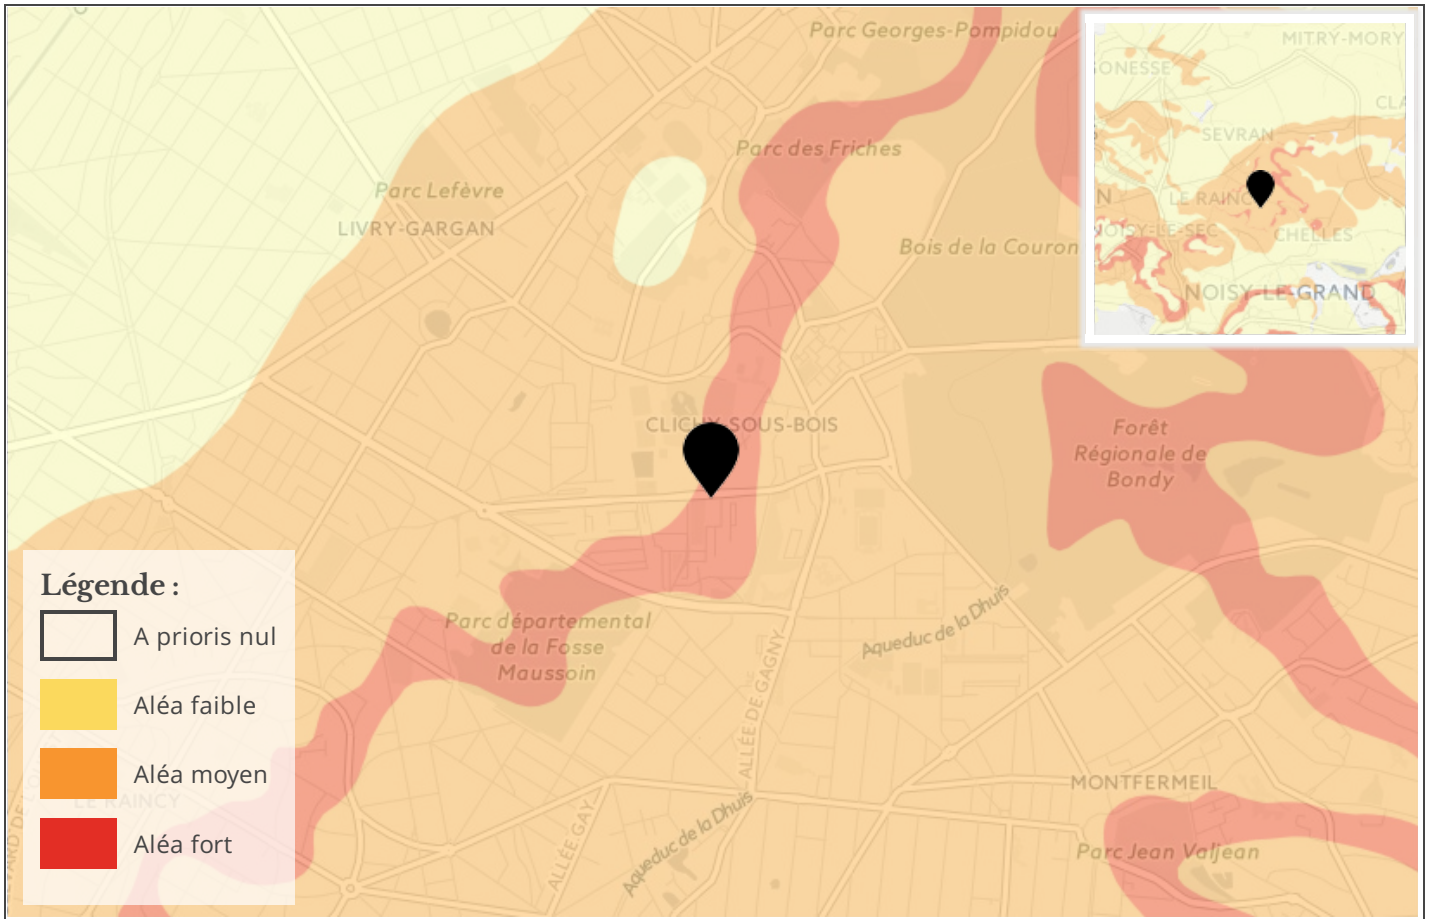 Parc Georges-Pompidou
Parc des Friches
Parc Lefèvre
LIVRY-GARGAN
Bois de la Couron
MITRY-MORY
GONESSE
CLA
SEVRAN
LE RAINC
N
NOISY-LE-SEC
CHELLES
NOISY-LE-GRAND
CLICHY-SOUS-BOIS
Forêt
Régionale de
Bondy
Aqueduc de la Dhuis
Parc départemental
de la Fosse
Maussoin
ALLÉE DE GAGNY
MONTFERMEIL
Aqueduc de la Dhuis
ALLÉE GAY
Parc Jean Valjean
LE RAINCY
Légende :
A prioris nul
Aléa faible
Aléa moyen
Aléa fort